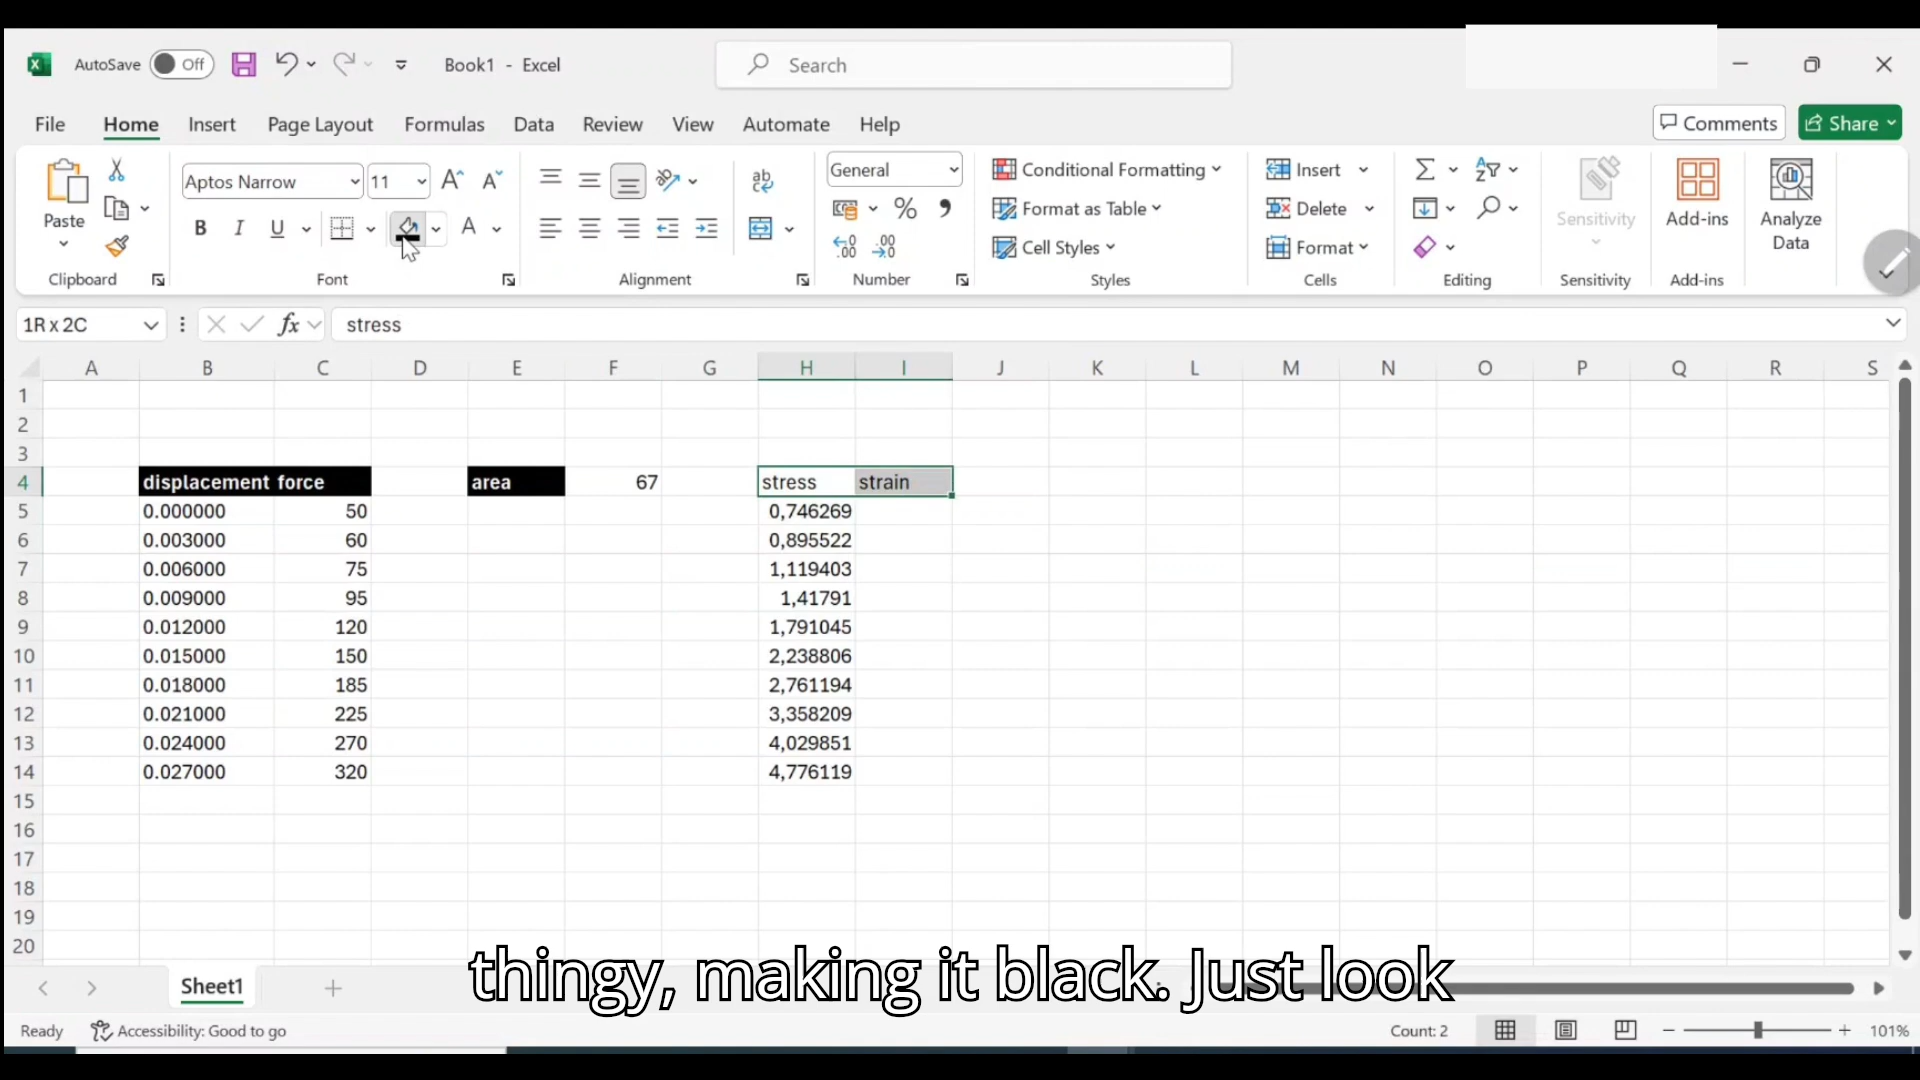 AutoSave Off Book1 - Excel Search
File Home Insert Page Layout Formulas Data Review View Automate Help Comments Share
Paste Aptos Narrow 11 A A ab General Conditional Formatting Insert Σ Sensitivity Add-ins Analyze Data
B I U A % Format as Table Delete
Cell Styles Format
Clipboard Font Alignment Number Styles Cells Editing Sensitivity Add-ins
1R x 2C fx stress
A B C D E F G H I J K L M N O P Q R S
1
2
3
4 displacement force area 67 stress strain
5 0.000000 50 0,746269
6 0.003000 60 0,895522
7 0.006000 75 1,119403
8 0.009000 95 1,41791
9 0.012000 120 1,791045
10 0.015000 150 2,238806
11 0.018000 185 2,761194
12 0.021000 225 3,358209
13 0.024000 270 4,029851
14 0.027000 320 4,776119
15
16
17
18
19
20
thingy, making it black. Just look
Sheet1
Ready Accessibility: Good to go Count: 2 101%